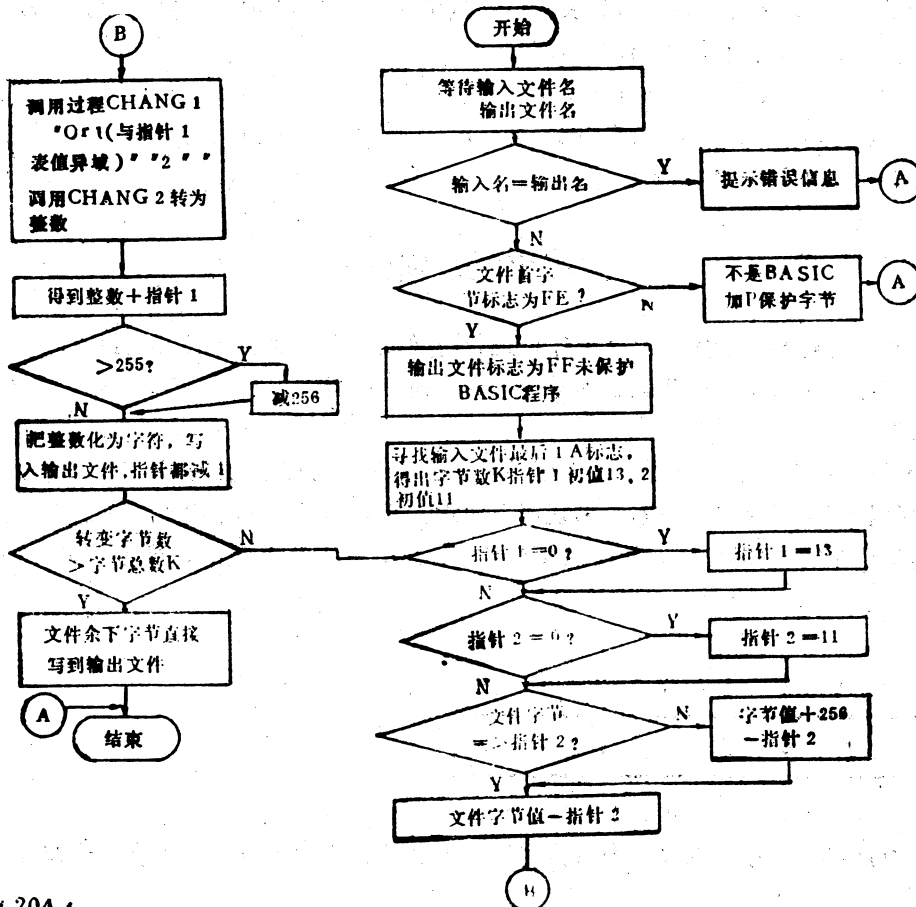 B
调用过程CHANG 1
"Or t(与指针 1
表值异域)" "2 " "
调用CHANG 2 转为
整数
得到整数+指针 1
>255?
Y
减256
N
把整数化为字符，写
入输出文件,指针都减 1
转变字节数
>字节总数K
N
Y
文件余下字节直接
写到输出文件
A
结束
开始
等待输入文件名
输出文件名
输入名=输出名
Y
提示错误信息
A
N
文件首字
节标志为FE?
N
不是BASIC
加P保护字节
A
Y
输出文件标志为FF未保护
BASIC程序
寻找输入文件最后 1 A标志,
得出字节数K指针 1 初值13, 2
初值11
指针 1 =0?
Y
指针 1 =13
N
指针 2 = 0?
Y
指针 2 =11
N
文件字节
=>指针 2?
N
字节值+256
-指针 2
Y
文件字节值-指针 2
B
20A